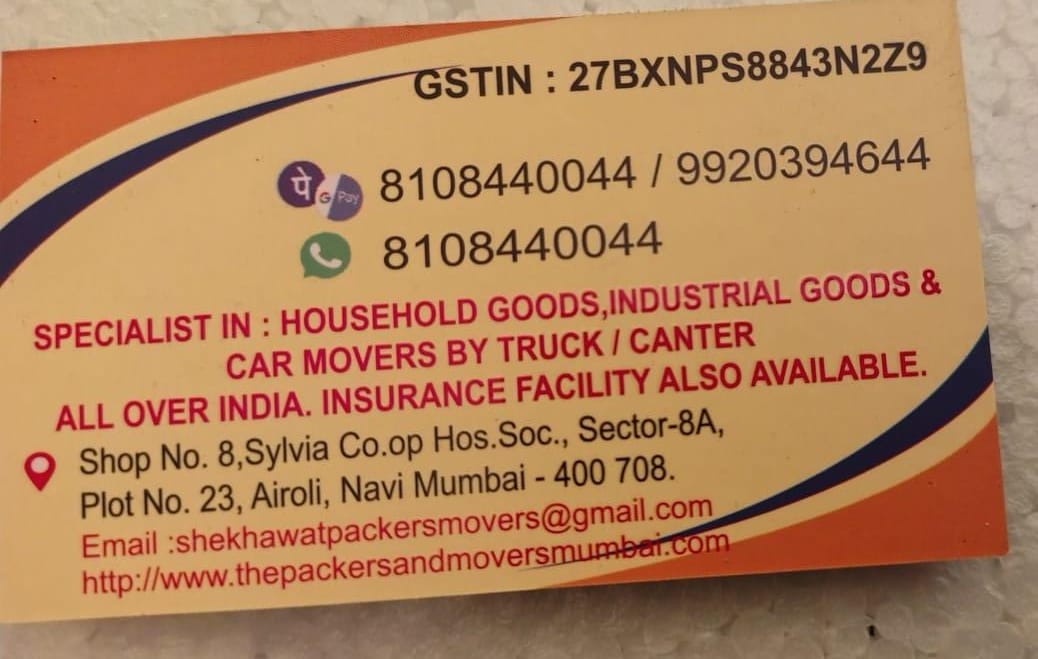 GSTIN : 27BXNPS8843N2Z9
पे G Pay 8108440044 / 9920394644
8108440044
SPECIALIST IN : HOUSEHOLD GOODS,INDUSTRIAL GOODS &
CAR MOVERS BY TRUCK / CANTER
ALL OVER INDIA. INSURANCE FACILITY ALSO AVAILABLE.
Shop No. 8,Sylvia Co.op Hos.Soc., Sector-8A,
Plot No. 23, Airoli, Navi Mumbai - 400 708.
Email :shekhawatpackersmovers@gmail.com
http://www.thepackersandmoversmumbai.com